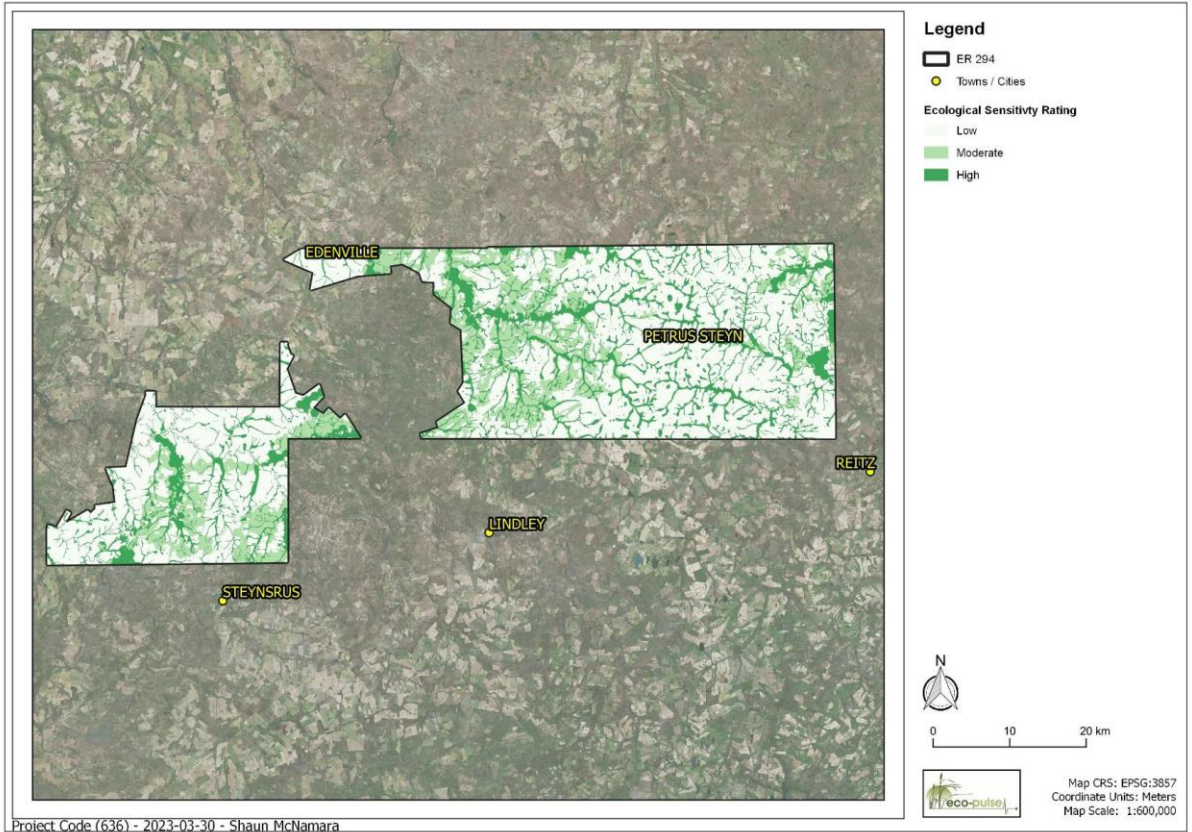 Legend
ER 294
Towns / Cities
Ecological Sensitivty Rating
Low
Moderate
High
EDENVILLE
PETRUS STEYN
REITZ
LINDLEY
STEYNSRUS
N
0 10 20 km
eco-pulse
Map CRS: EPSG:3857
Coordinate Units: Meters
Map Scale: 1:600,000
Project Code (636) - 2023-03-30 - Shaun McNamara